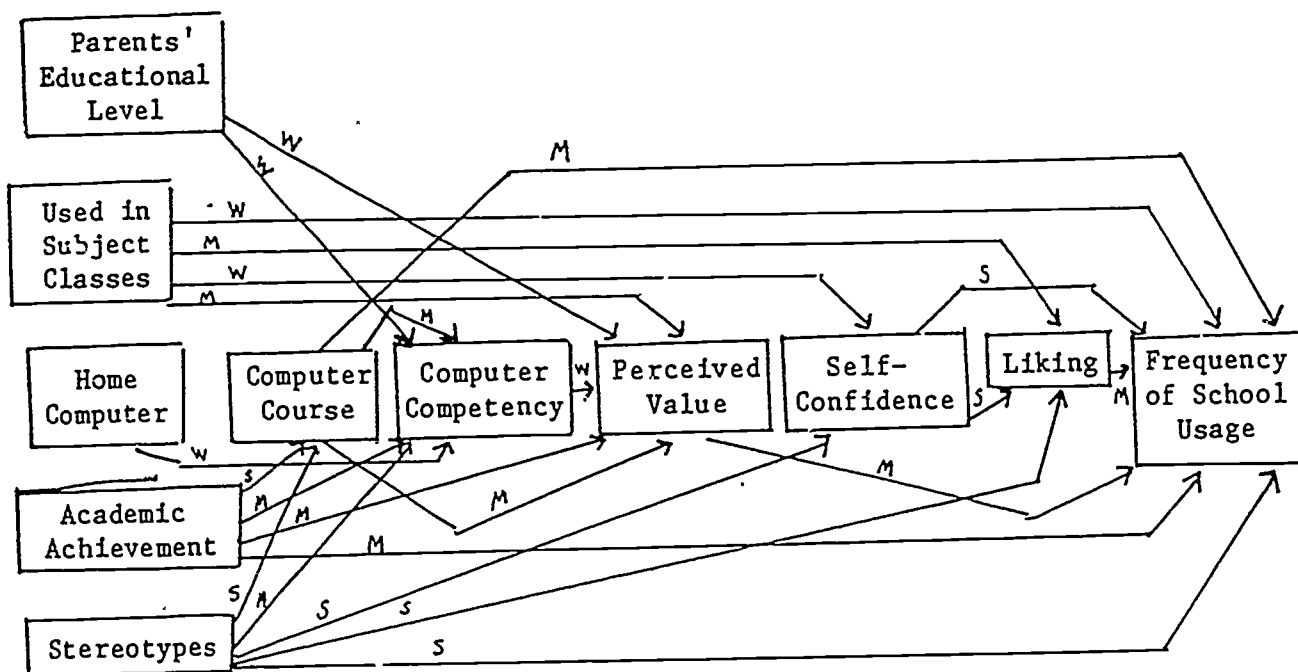 Parents'
Educational
Level
W
W
M
Used in
Subject
Classes
W
M
W
M
S
M
Home
Computer
Computer
Course
Computer
Competency
W
Perceived
Value
Self-
Confidence
S
Liking
M
Frequency
of School
Usage
W
S
M
M
M
M
M
Academic
Achievement
S
M
S
S
S
Stereotypes